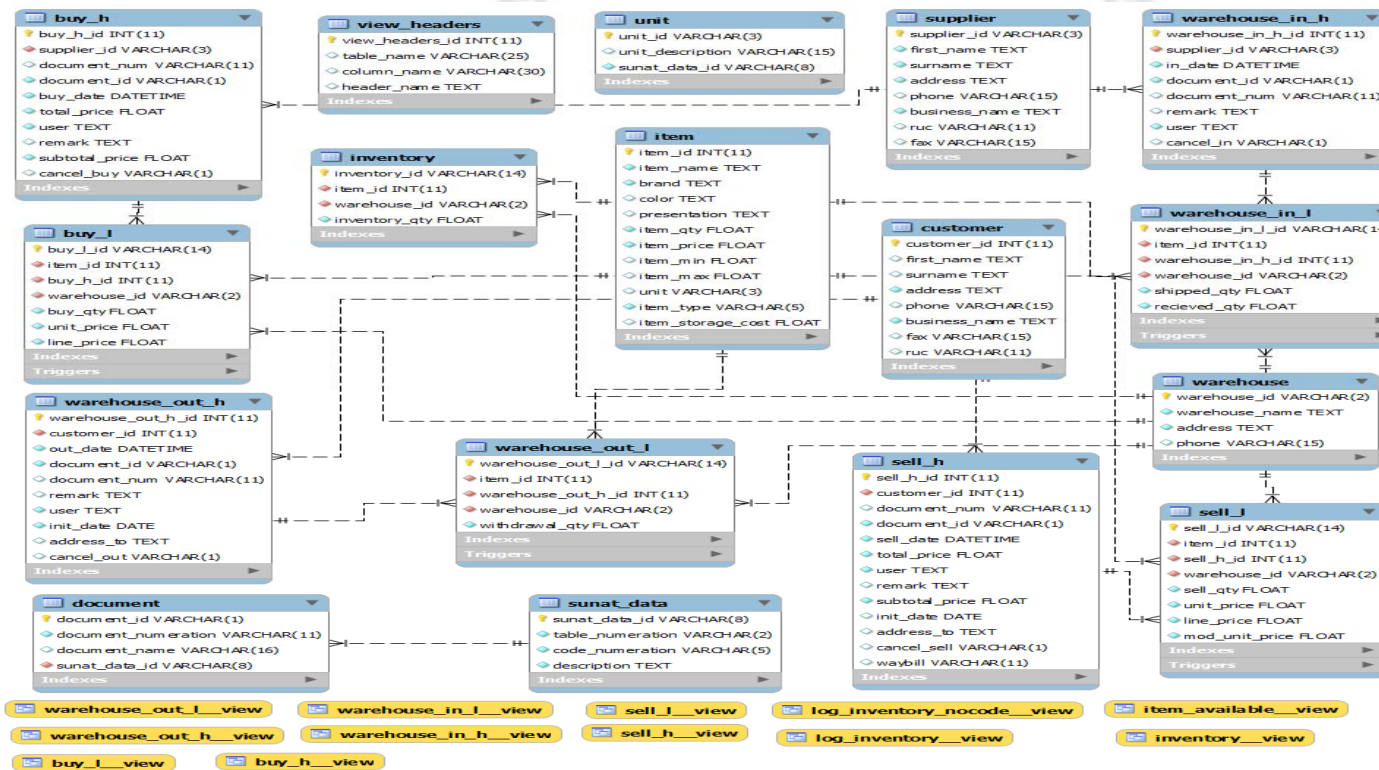 buy_h
buy_h_id INT(11)
supplier_id VARCHAR(3)
document_num VARCHAR(11)
document_id VARCHAR(1)
buy_date DATETIME
total_price FLOAT
user TEXT
remark TEXT
subtotal_price FLOAT
cancel_buy VARCHAR(1)
Indexes
view_headers
view_headers_id INT(11)
table_name VARCHAR(25)
column_name VARCHAR(30)
header_name TEXT
Indexes
unit
unit_id VARCHAR(3)
unit_description VARCHAR(15)
sunat_data_id VARCHAR(8)
Indexes
supplier
supplier_id VARCHAR(3)
first_name TEXT
surname TEXT
address TEXT
phone VARCHAR(15)
business_name TEXT
ruc VARCHAR(11)
fax VARCHAR(15)
Indexes
warehouse_in_h
warehouse_in_h_id INT(11)
supplier_id VARCHAR(3)
in_date DATETIME
document_id VARCHAR(1)
document_num VARCHAR(11)
remark TEXT
user TEXT
cancel_in VARCHAR(1)
Indexes
inventory
inventory_id VARCHAR(14)
item_id INT(11)
warehouse_id VARCHAR(2)
inventory_qty FLOAT
Indexes
item
item_id INT(11)
item_name TEXT
brand TEXT
color TEXT
presentation TEXT
item_qty FLOAT
item_price FLOAT
item_min FLOAT
item_max FLOAT
unit VARCHAR(3)
item_type VARCHAR(5)
item_storage_cost FLOAT
Indexes
customer
customer_id INT(11)
first_name TEXT
surname TEXT
address TEXT
phone VARCHAR(15)
business_name TEXT
fax VARCHAR(15)
ruc VARCHAR(11)
Indexes
warehouse_in_l
warehouse_in_l_id VARCHAR(14
item_id INT(11)
warehouse_in_h_id INT(11)
warehouse_id VARCHAR(2)
shipped_qty FLOAT
recieved_qty FLOAT
Indexes
Triggers
buy_l
buy_l_id VARCHAR(14)
item_id INT(11)
buy_h_id INT(11)
warehouse_id VARCHAR(2)
buy_qty FLOAT
unit_price FLOAT
line_price FLOAT
Indexes
Triggers
warehouse
warehouse_id VARCHAR(2)
warehouse_name TEXT
address TEXT
phone VARCHAR(15)
Indexes
warehouse_out_h
warehouse_out_h_id INT(11)
customer_id INT(11)
out_date DATETIME
document_id VARCHAR(1)
document_num VARCHAR(11)
remark TEXT
user TEXT
init_date DATE
address_to TEXT
cancel_out VARCHAR(1)
Indexes
warehouse_out_l
warehouse_out_l_id VARCHAR(14)
item_id INT(11)
warehouse_out_h_id INT(11)
warehouse_id VARCHAR(2)
withdrawal_qty FLOAT
Indexes
Triggers
sell_h
sell_h_id INT(11)
customer_id INT(11)
document_num VARCHAR(11)
document_id VARCHAR(1)
sell_date DATETIME
total_price FLOAT
user TEXT
remark TEXT
subtotal_price FLOAT
init_date DATE
address_to TEXT
cancel_sell VARCHAR(1)
waybill VARCHAR(11)
Indexes
sell_l
sell_l_id VARCHAR(14)
item_id INT(11)
sell_h_id INT(11)
warehouse_id VARCHAR(2)
sell_qty FLOAT
unit_price FLOAT
line_price FLOAT
mod_unit_price FLOAT
Indexes
Triggers
document
document_id VARCHAR(1)
document_numeration VARCHAR(11)
document_name VARCHAR(16)
sunat_data_id VARCHAR(8)
Indexes
sunat_data
sunat_data_id VARCHAR(8)
table_numeration VARCHAR(2)
code_numeration VARCHAR(5)
description TEXT
Indexes
warehouse_out_l__view
warehouse_in_l__view
sell_l__view
log_inventory_nocode__view
item_available__view
warehouse_out_h__view
warehouse_in_h__view
sell_h__view
log_inventory__view
inventory__view
buy_l__view
buy_h__view